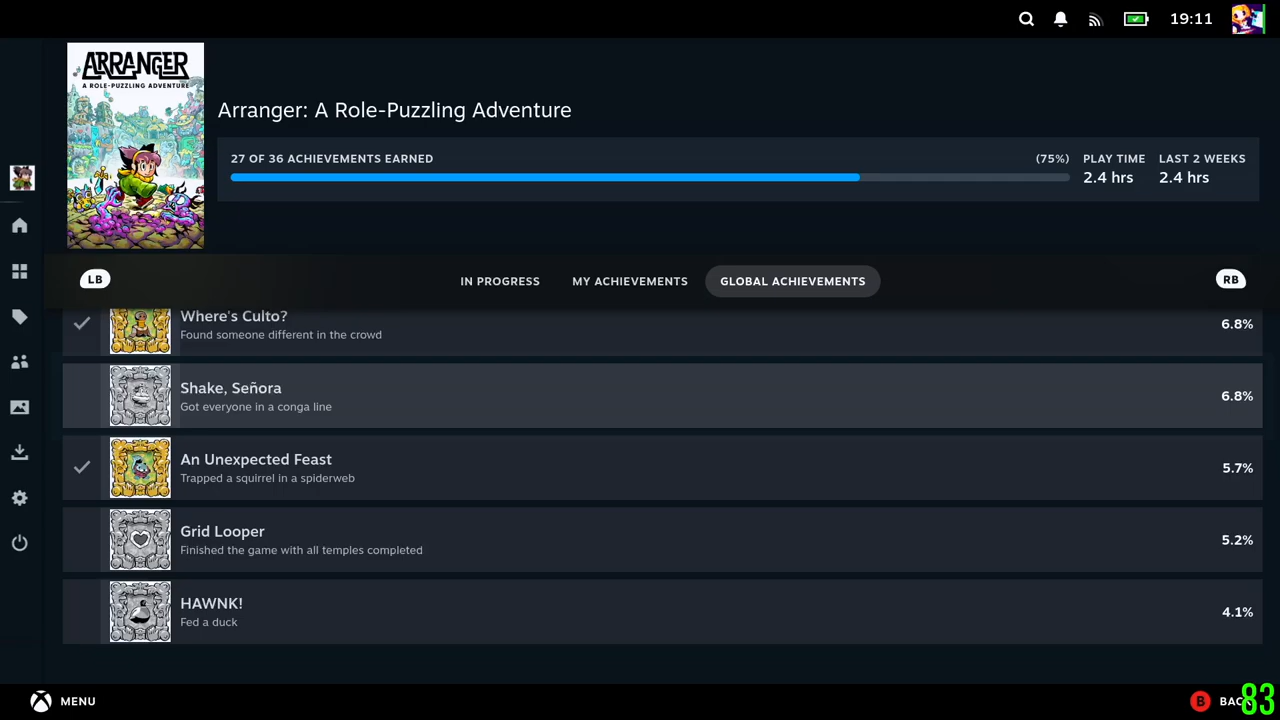 19:11
ARRANGER
A ROLE-PUZZLING ADVENTURE
Arranger: A Role-Puzzling Adventure
27 OF 36 ACHIEVEMENTS EARNED
(75%)
PLAY TIME
LAST 2 WEEKS
2.4 hrs
2.4 hrs
LB
IN PROGRESS
MY ACHIEVEMENTS
GLOBAL ACHIEVEMENTS
RB
Where's Culto?
Found someone different in the crowd
6.8%
Shake, Señora
Got everyone in a conga line
6.8%
An Unexpected Feast
Trapped a squirrel in a spiderweb
5.7%
Grid Looper
Finished the game with all temples completed
5.2%
HAWNK!
Fed a duck
4.1%
MENU
B
BAC
83